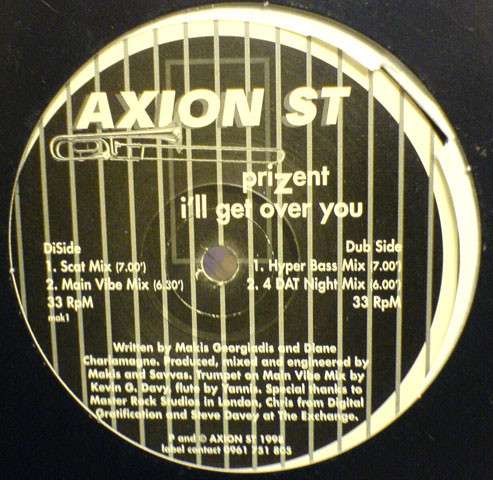 AXION ST
prizent
i'll get over you
DiSide
1. Scat Mix (7.00')
2. Main Vibe Mix (6.30')
33 RpM
mak1
Dub Side
1. Hyper Bass Mix (7.00')
2. 4 DAT Night Mix (6.00')
33 RpM
Written by Makis Georgiadis and Diane
Charlamagne. Produced, mixed and engineered by
Makis and Savvas. Trumpet on Main Vibe Mix by
Kevin G. Davy, flute by Yannis. Special thanks to
Master Rock Studios in London, Chris from Digital
Gratification and Steve Davey at The Exchange.
P and © AXION ST 1998
label contact 0961 751 805